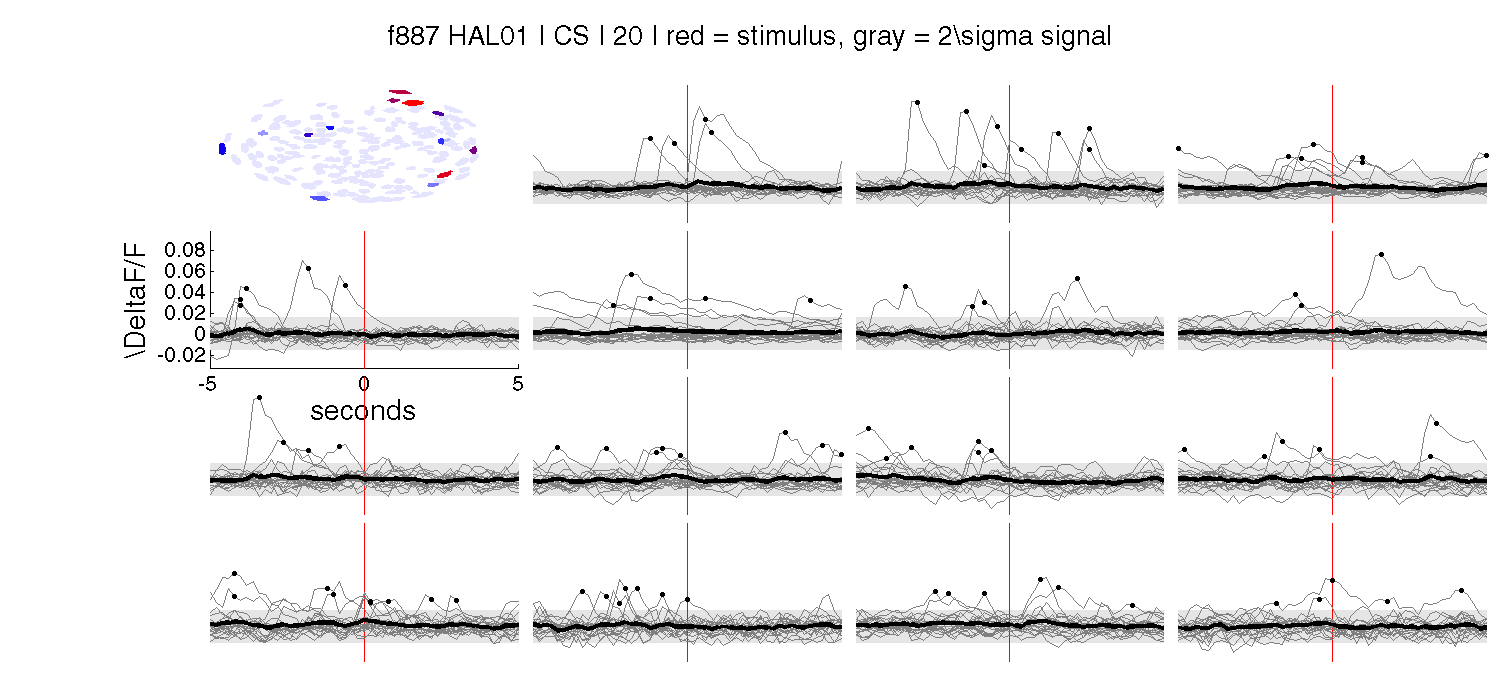 f887 HAL01 | CS | 20 | red = stimulus, gray = 2\sigma signal
\DeltaF/F
0.08
0.06
0.04
0.02
0
-0.02
-5 0 5
seconds